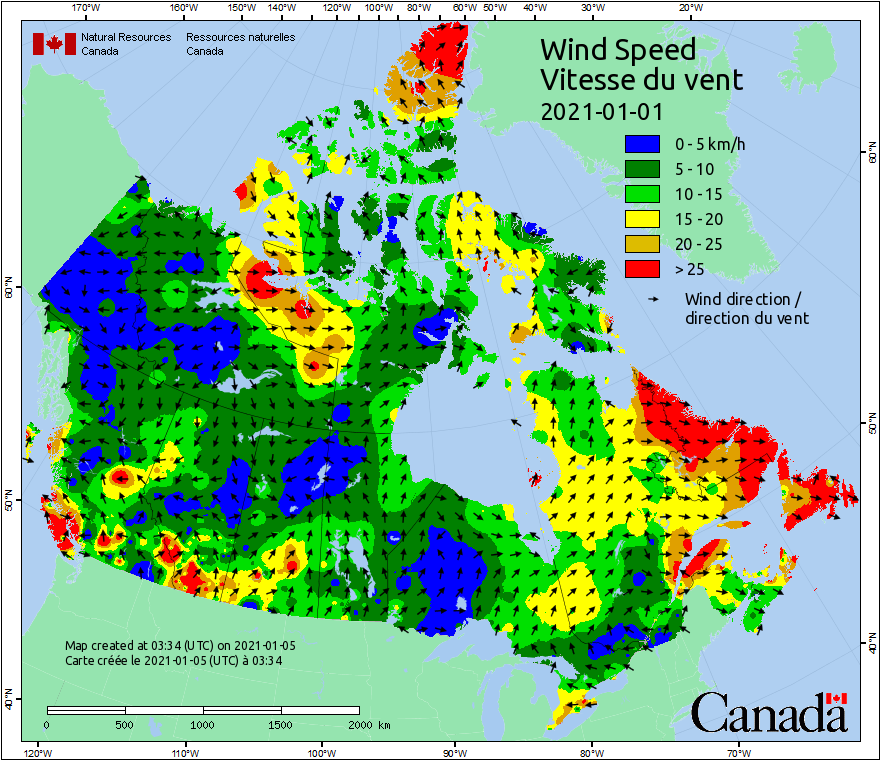 170°W 160°W 150°W 140°W 130°W 120°W 110°W 100°W 80°W 60°W 50°W 40°W 30°W 20°W
Natural Resources Canada
Ressources naturelles Canada
Wind Speed
Vitesse du vent
2021-01-01
0 - 5 km/h
5 - 10
10 - 15
15 - 20
20 - 25
> 25
Wind direction /
direction du vent
60°N
60°N
50°N
50°N
40°N
40°N
Map created at 03:34 (UTC) on 2021-01-05
Carte créée le 2021-01-05 (UTC) à 03:34
0 500 1000 1500 2000 km
Canada
120°W 110°W 100°W 90°W 80°W 70°W